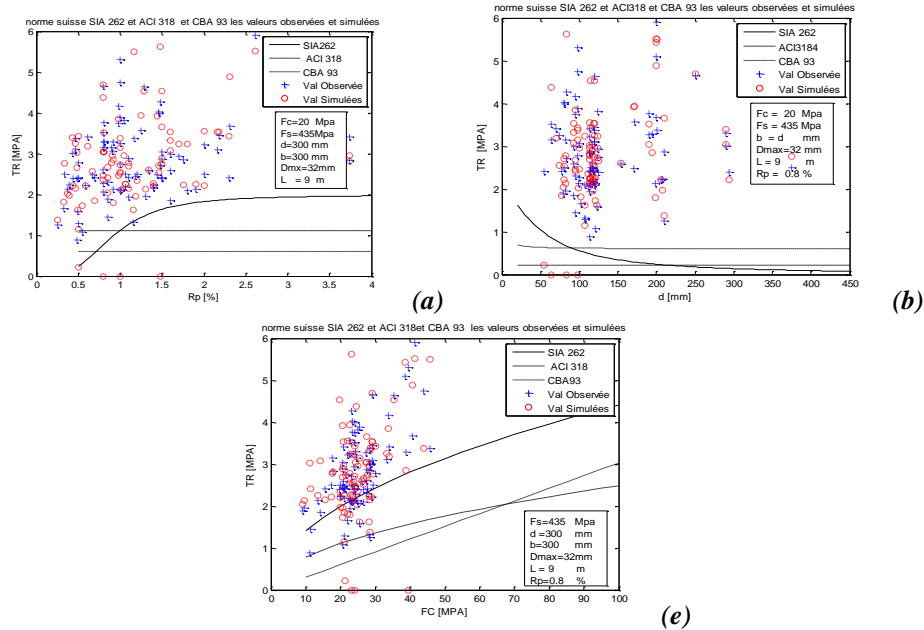 norme suisse SIA 262 et ACI 318 et CBA 93 les valeurs observées et simulées
TR [MPA]
6
5
4
3
2
1
0
SIA262
ACI 318
CBA 93
Val Observée
Val Simulées
Fc=20 Mpa
Fs=435Mpa
d=300 mm
b=300 mm
Dmx=32mm
L = 9 m
0 0.5 1 1.5 2 2.5 3 3.5 4
Rp [%]
(a)
norme suisse SIA 262 et ACI318 et CBA 93 les valeurs observées et simulées
TR [MPA]
6
5
4
3
2
1
0
SIA 262
ACI3184
CBA 93
Val Observée
Val Simulées
Fc = 20 Mpa
Fs = 435 Mpa
b = d mm
Dmax=32 mm
L = 9 m
Rp = 0.8 %
0 50 100 150 200 250 300 350 400 450
d [mm]
(b)
norme suisse SIA 262 et ACI 318et CBA 93 les valeurs observées et simulées
TR [MPA]
6
5
4
3
2
1
0
SIA 262
ACI 318
CBA93
Val Observée
Val Simulées
Fs=435 Mpa
d =300 mm
b=300 mm
Dmax=32mm
L = 9 m
Rp=0.8 %
0 10 20 30 40 50 60 70 80 90 100
FC [MPA]
(e)